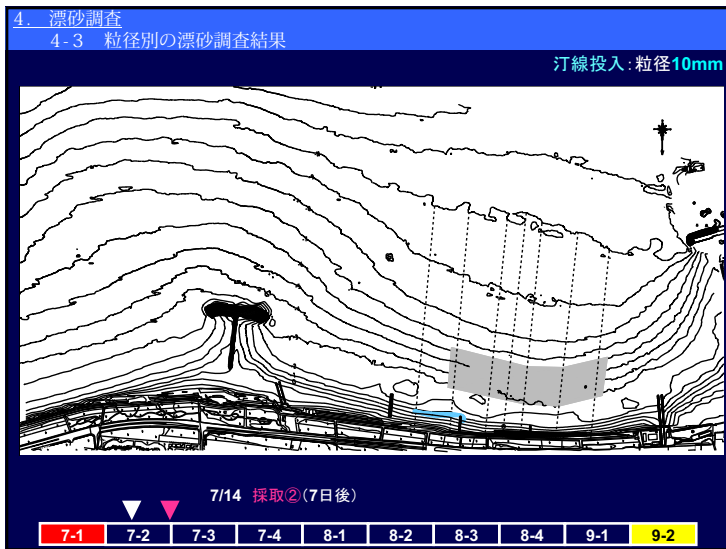 4. 漂砂調査
4-3 粒径別の漂砂調査結果
汀線投入:粒径10mm
7/14 採取②(7日後)
7-1 7-2 7-3 7-4 8-1 8-2 8-3 8-4 9-1 9-2